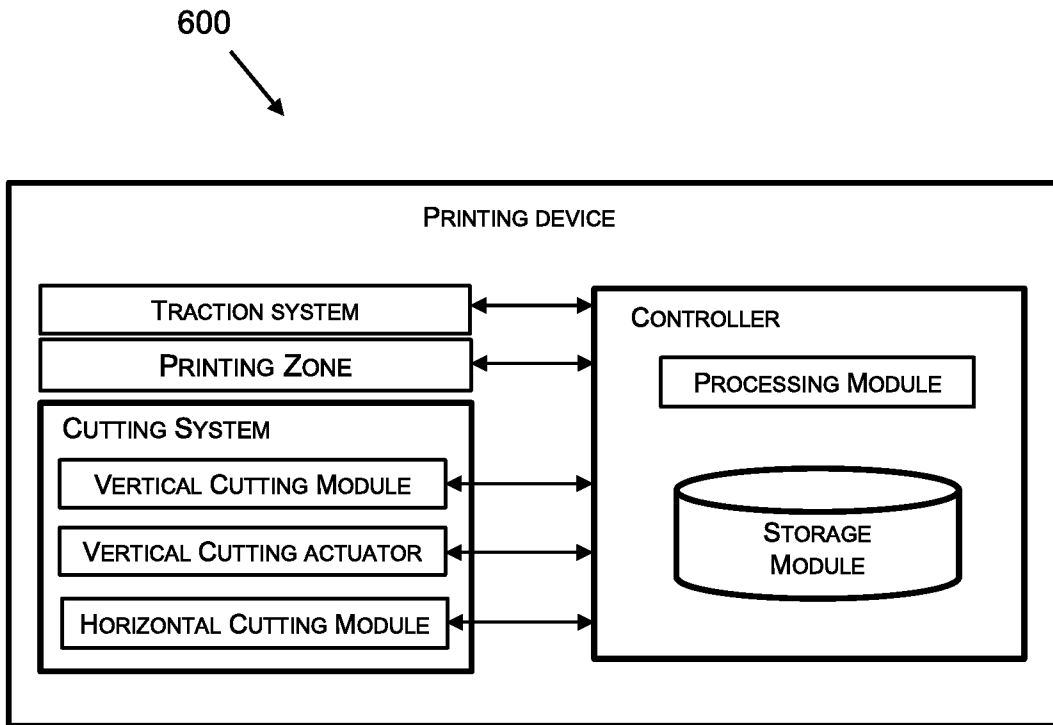 600
PRINTING DEVICE
TRACTION SYSTEM
PRINTING ZONE
CUTTING SYSTEM
VERTICAL CUTTING MODULE
VERTICAL CUTTING ACTUATOR
HORIZONTAL CUTTING MODULE
CONTROLLER
PROCESSING MODULE
STORAGE
MODULE